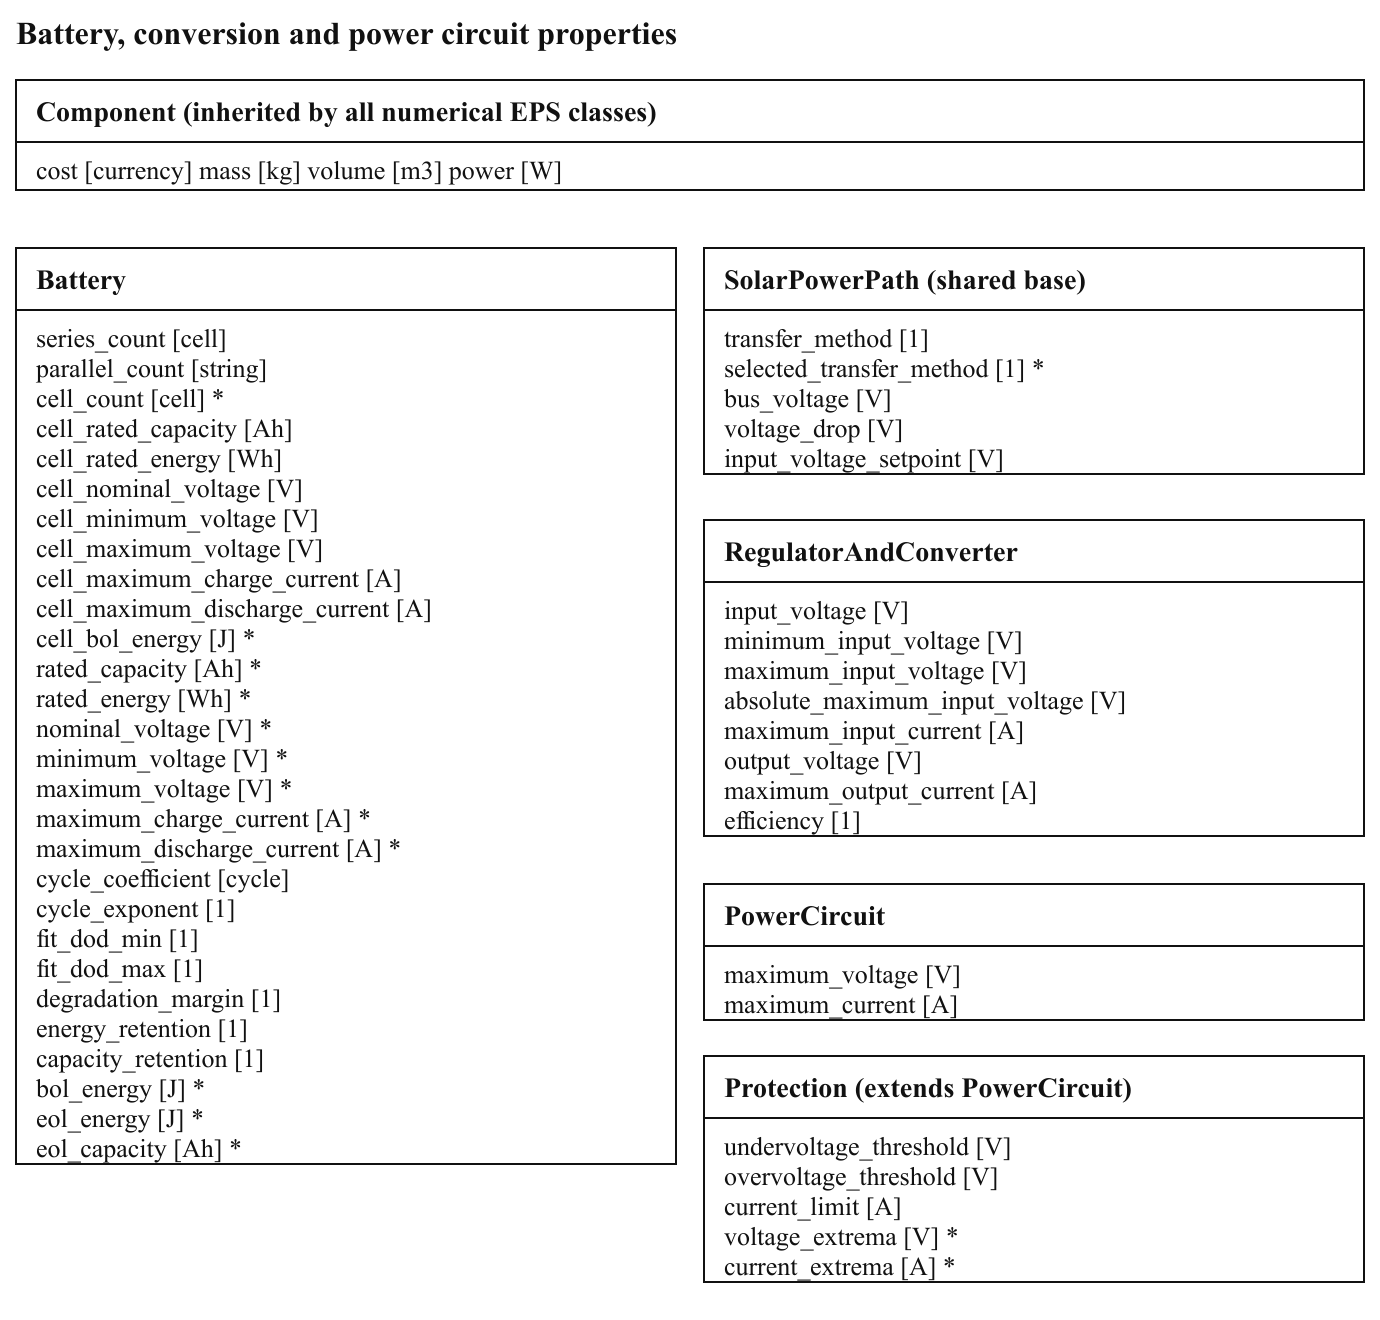 Battery, conversion and power circuit properties
Component (inherited by all numerical EPS classes)
cost [currency] mass [kg] volume [m3] power [W]
Battery
series_count [cell]
parallel_count [string]
cell_count [cell] *
cell_rated_capacity [Ah]
cell_rated_energy [Wh]
cell_nominal_voltage [V]
cell_minimum_voltage [V]
cell_maximum_voltage [V]
cell_maximum_charge_current [A]
cell_maximum_discharge_current [A]
cell_bol_energy [J] *
rated_capacity [Ah] *
rated_energy [Wh] *
nominal_voltage [V] *
minimum_voltage [V] *
maximum_voltage [V] *
maximum_charge_current [A] *
maximum_discharge_current [A] *
cycle_coefficient [cycle]
cycle_exponent [1]
fit_dod_min [1]
fit_dod_max [1]
degradation_margin [1]
energy_retention [1]
capacity_retention [1]
bol_energy [J] *
eol_energy [J] *
eol_capacity [Ah] *
SolarPowerPath (shared base)
transfer_method [1]
selected_transfer_method [1] *
bus_voltage [V]
voltage_drop [V]
input_voltage_setpoint [V]
RegulatorAndConverter
input_voltage [V]
minimum_input_voltage [V]
maximum_input_voltage [V]
absolute_maximum_input_voltage [V]
maximum_input_current [A]
output_voltage [V]
maximum_output_current [A]
efficiency [1]
PowerCircuit
maximum_voltage [V]
maximum_current [A]
Protection (extends PowerCircuit)
undervoltage_threshold [V]
overvoltage_threshold [V]
current_limit [A]
voltage_extrema [V] *
current_extrema [A] *